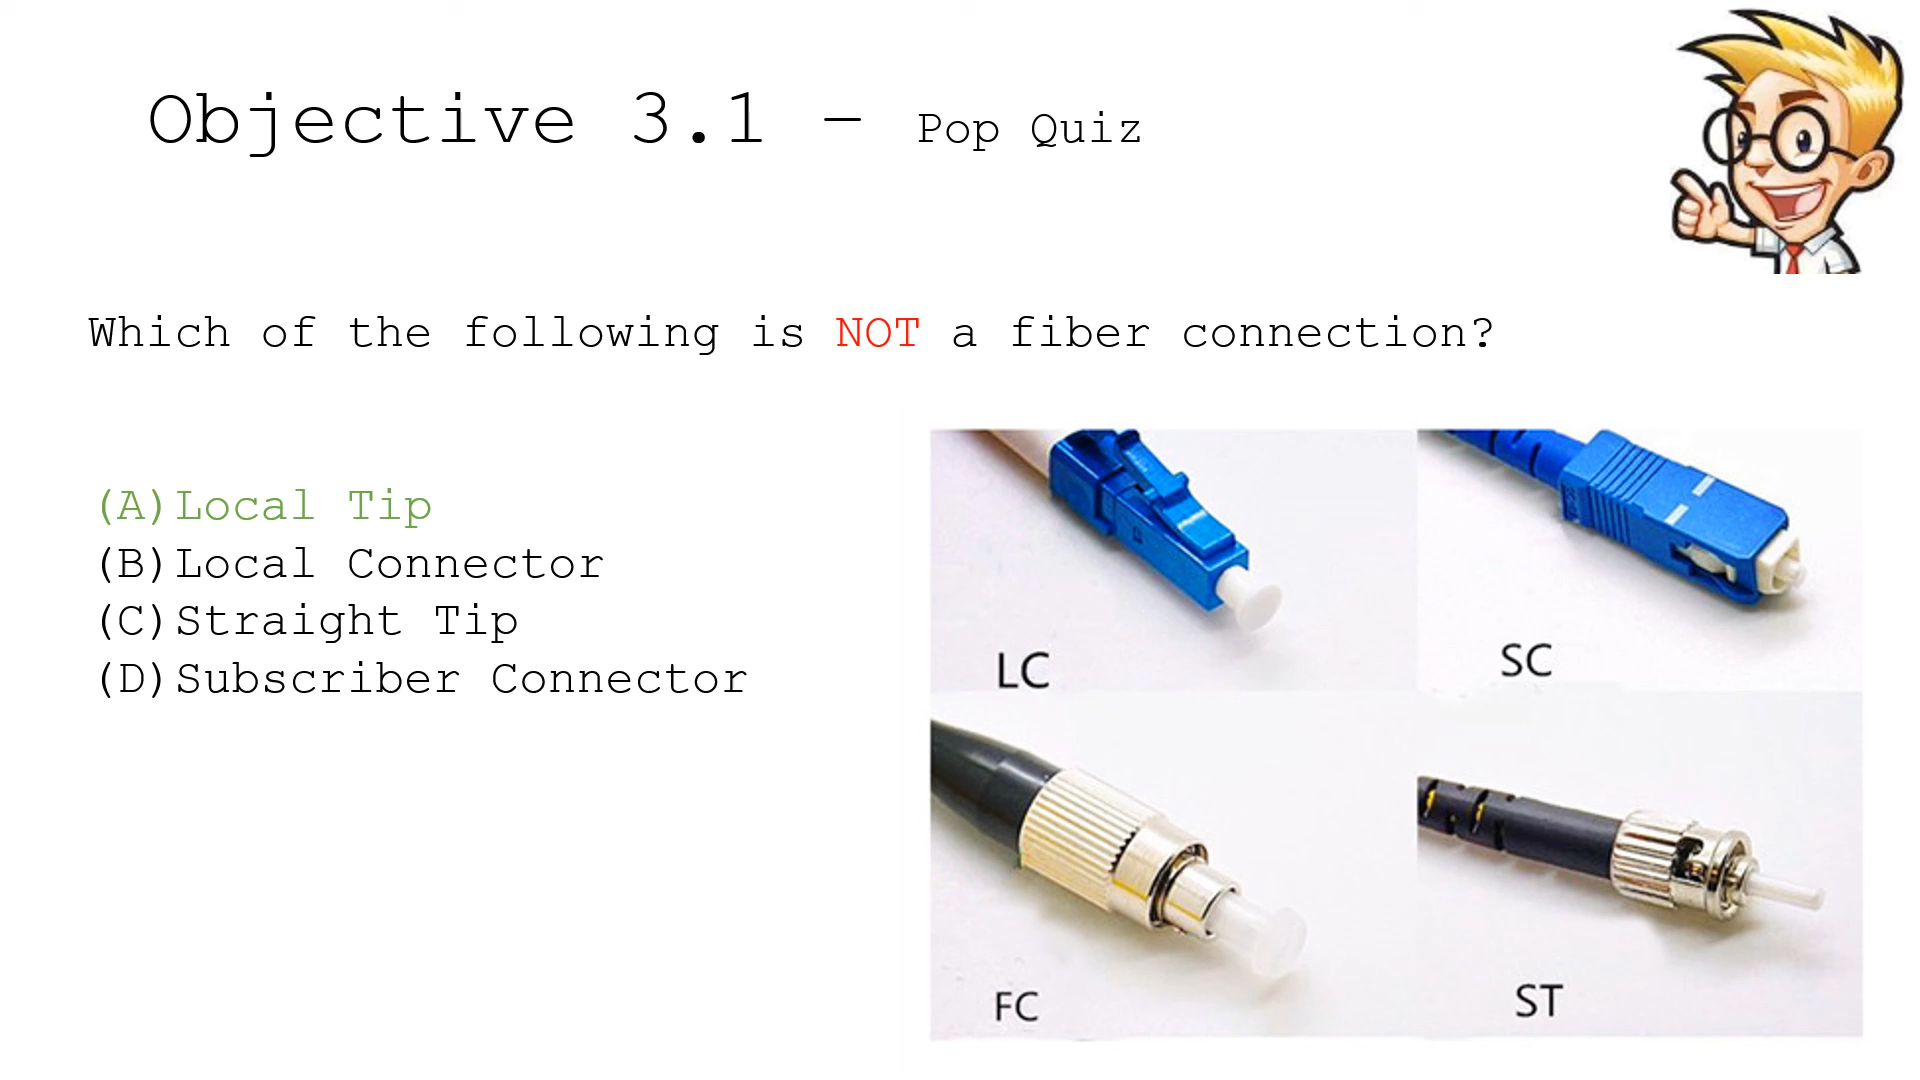 Objective 3.1 – Pop Quiz
Which of the following is NOT a fiber connection?
(A) Local Tip
(B) Local Connector
(C) Straight Tip
(D) Subscriber Connector
LC
SC
FC
ST